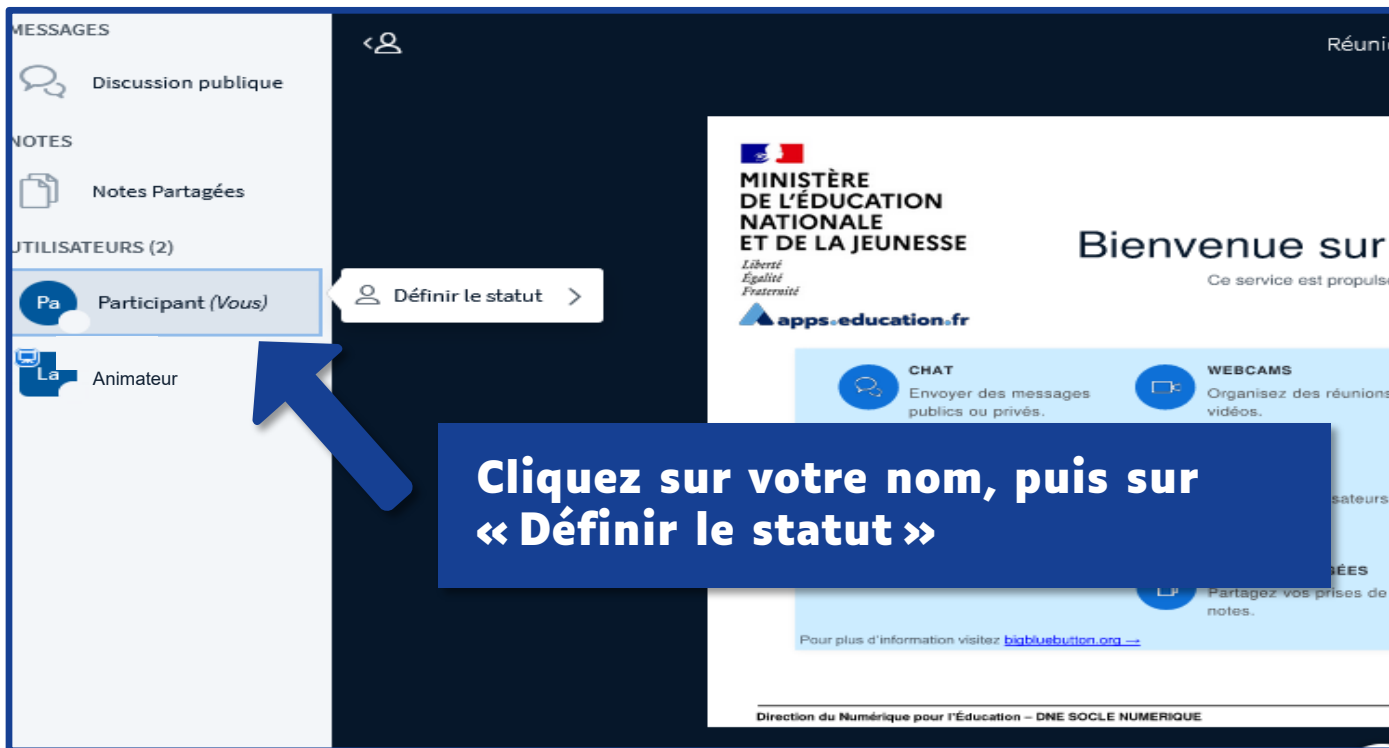 MESSAGES
Discussion publique
NOTES
Notes Partagées
UTILISATEURS (2)
Pa Participant (Vous)
La Animateur
Définir le statut
Réuni
MINISTÈRE
DE L'ÉDUCATION
NATIONALE
ET DE LA JEUNESSE
Liberté
Égalité
Fraternité
apps.education.fr
Bienvenue sur
Ce service est propulsé
CHAT
Envoyer des messages
publics ou privés.
WEBCAMS
Organisez des réunions
vidéos.
Cliquez sur votre nom, puis sur
« Définir le statut »
sateurs
ÉES
Partagez vos prises de
notes.
Pour plus d'information visitez bigbluebutton.org →
Direction du Numérique pour l'Éducation – DNE SOCLE NUMERIQUE